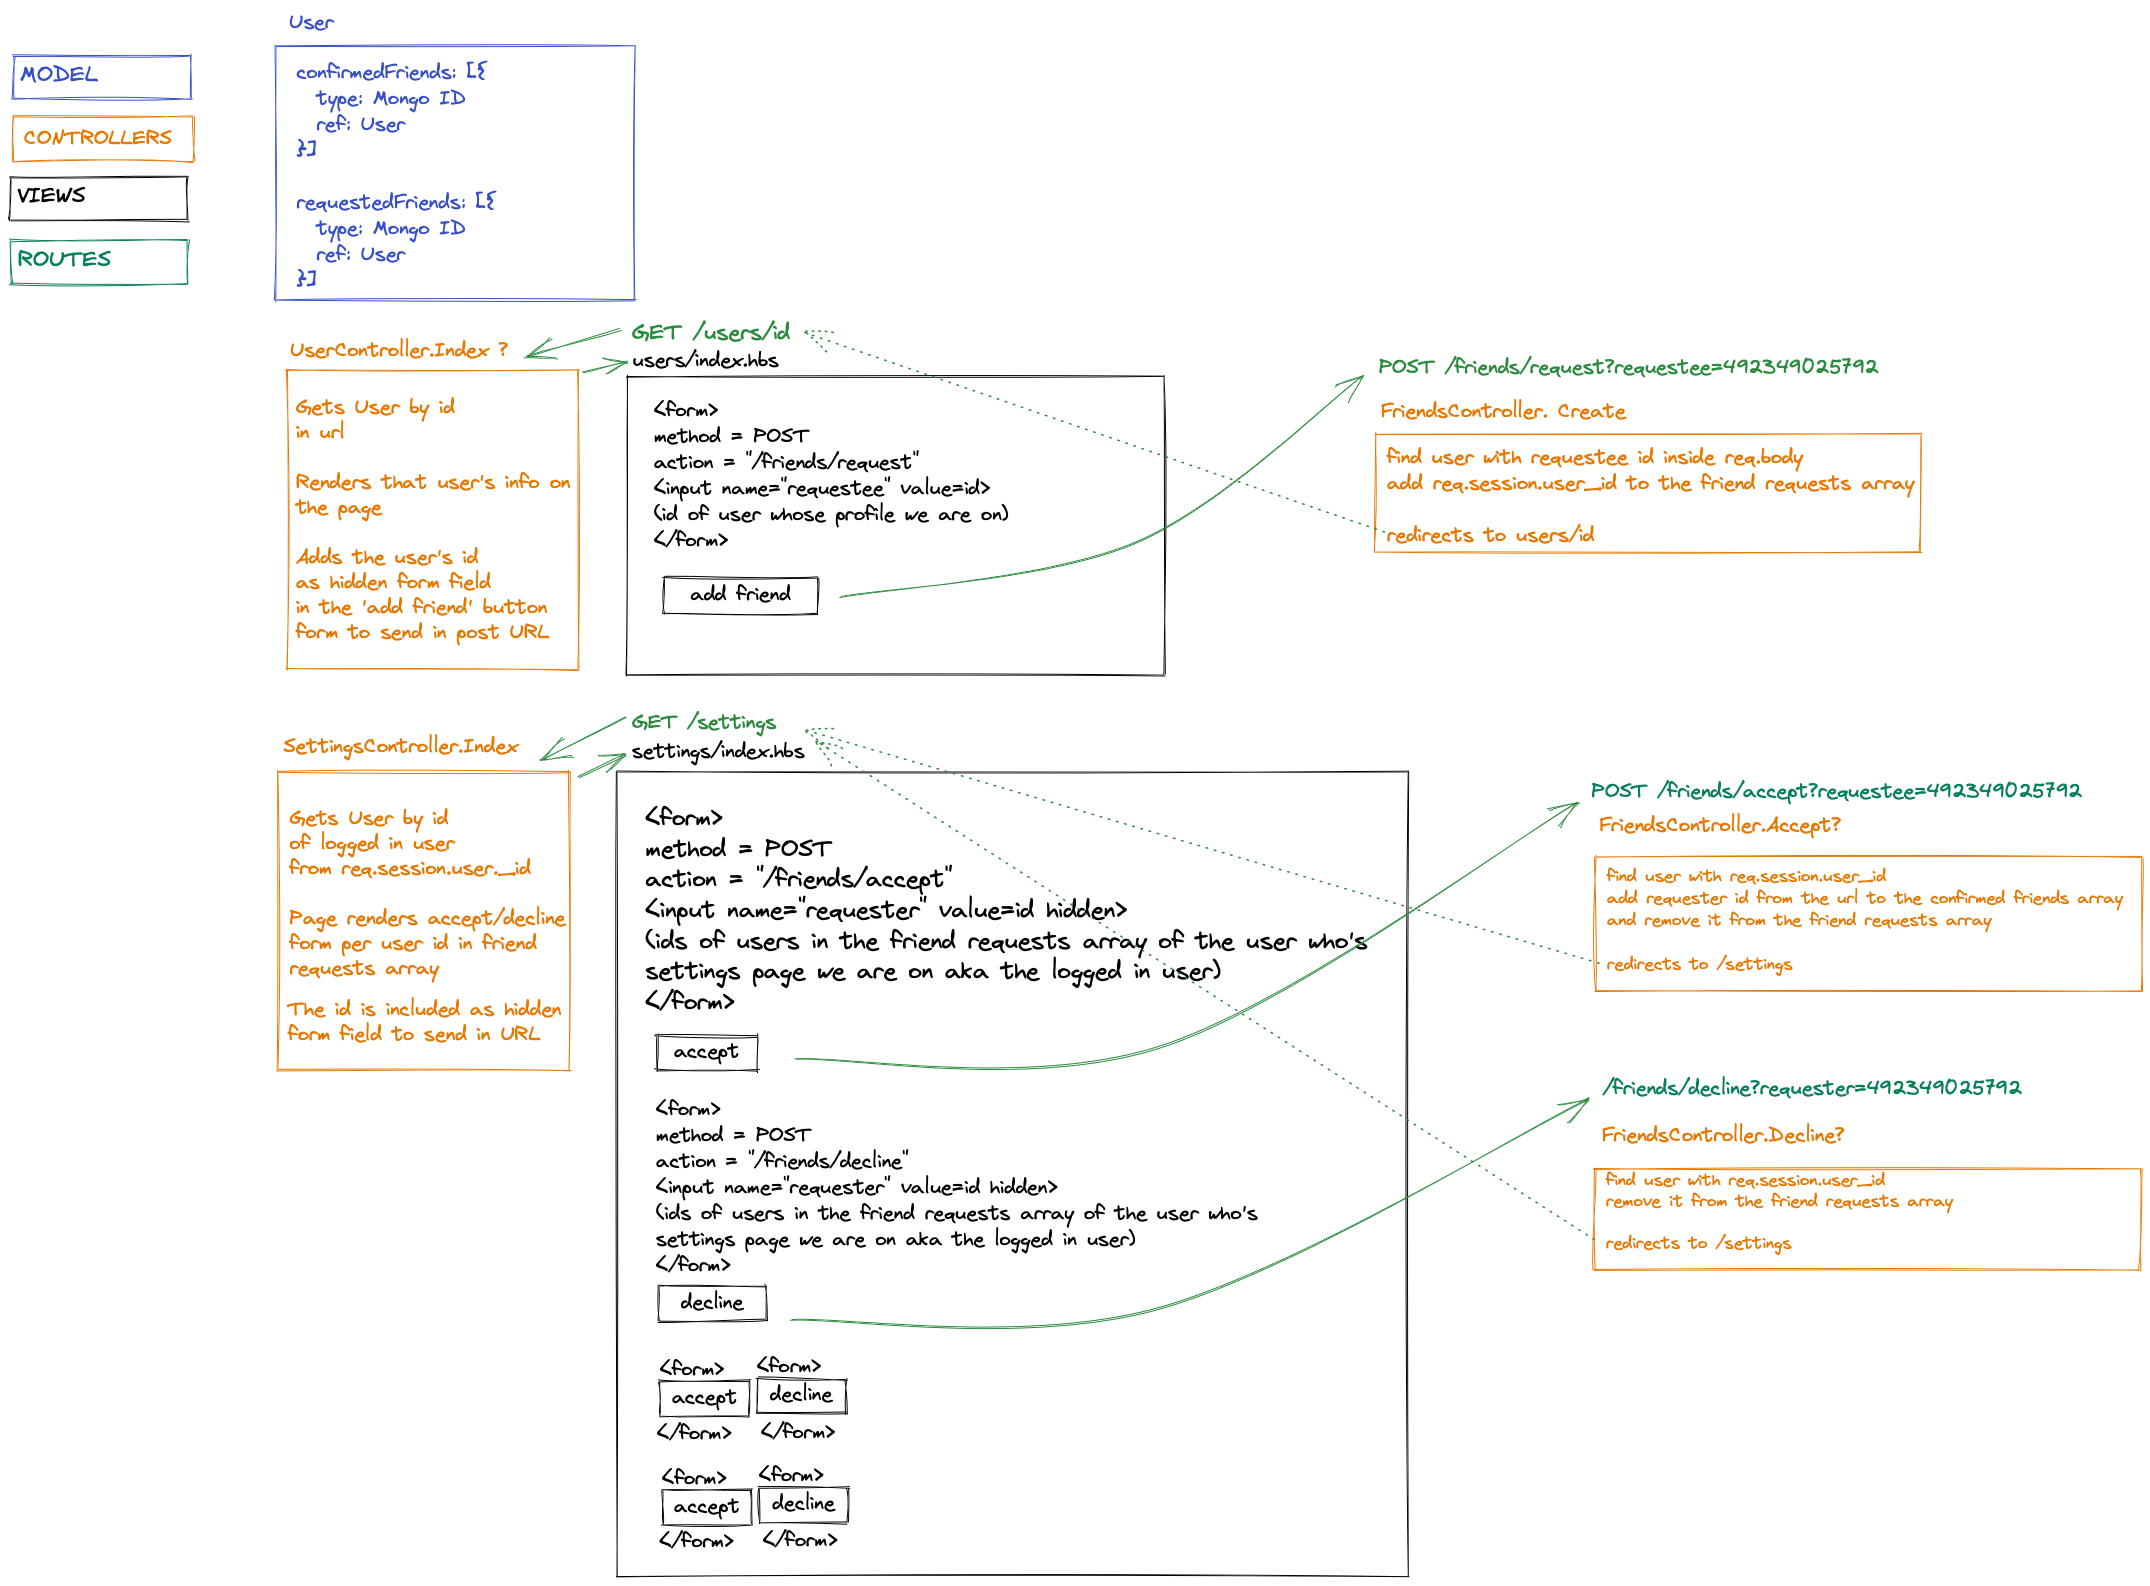 MODEL
CONTROLLERS
VIEWS
ROUTES
User
confirmedFriends: [{
type: Mongo ID
ref: User
}]
requestedFriends: [{
type: Mongo ID
ref: User
}]
UserController.Index ?
Gets User by id
in url
Renders that user's info on
the page
Adds the user's id
as hidden form field
in the 'add friend' button
form to send in post URL
GET /users/id
users/index.hbs
<form>
method = POST
action = "/friends/request"
<input name="requestee" value=id>
(id of user whose profile we are on)
</form>
add friend
POST /friends/request?requestee=492349025792
FriendsController. Create
find user with requestee id inside req.body
add req.session.user_id to the friend requests array
redirects to users/id
SettingsController.Index
Gets User by id
of logged in user
from req.session.user._id
Page renders accept/decline
form per user id in friend
requests array
The id is included as hidden
form field to send in URL
GET /settings
settings/index.hbs
<form>
method = POST
action = "/friends/accept"
<input name="requester" value=id hidden>
(ids of users in the friend requests array of the user who's
settings page we are on aka the logged in user)
</form>
accept
<form>
method = POST
action = "/friends/decline"
<input name="requester" value=id hidden>
(ids of users in the friend requests array of the user who's
settings page we are on aka the logged in user)
</form>
decline
<form> <form>
accept decline
</form> </form>
<form> <form>
accept decline
</form> </form>
POST /friends/accept?requestee=492349025792
FriendsController.Accept?
find user with req.session.user_id
add requester id from the url to the confirmed friends array
and remove it from the friend requests array
redirects to /settings
/friends/decline?requester=492349025792
FriendsController.Decline?
find user with req.session.user_id
remove it from the friend requests array
redirects to /settings